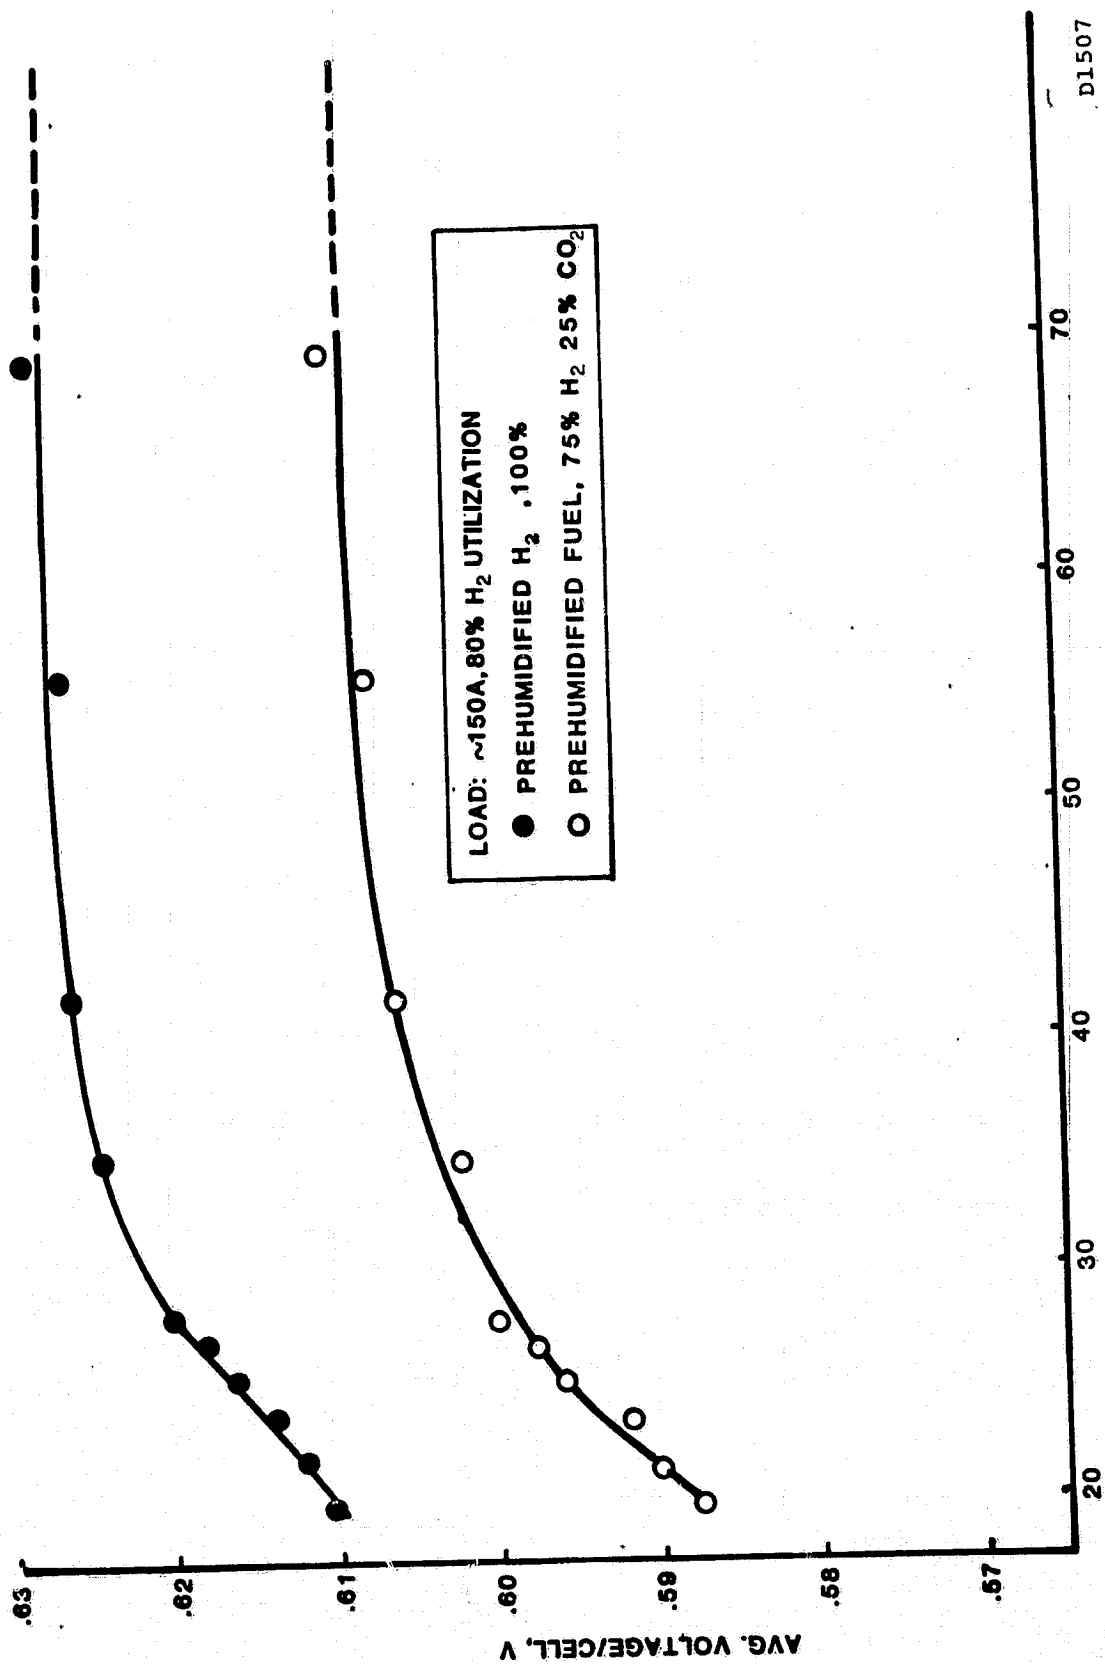 AVG. VOLTAGE/CELL, V
.63
.62
.61
.60
.59
.58
.57
LOAD: ~150A,80% H₂ UTILIZATION
● PREHUMIDIFIED H₂ ,100%
O PREHUMIDIFIED FUEL, 75% H₂ 25% CO₂
20
30
40
50
60
70
D1507